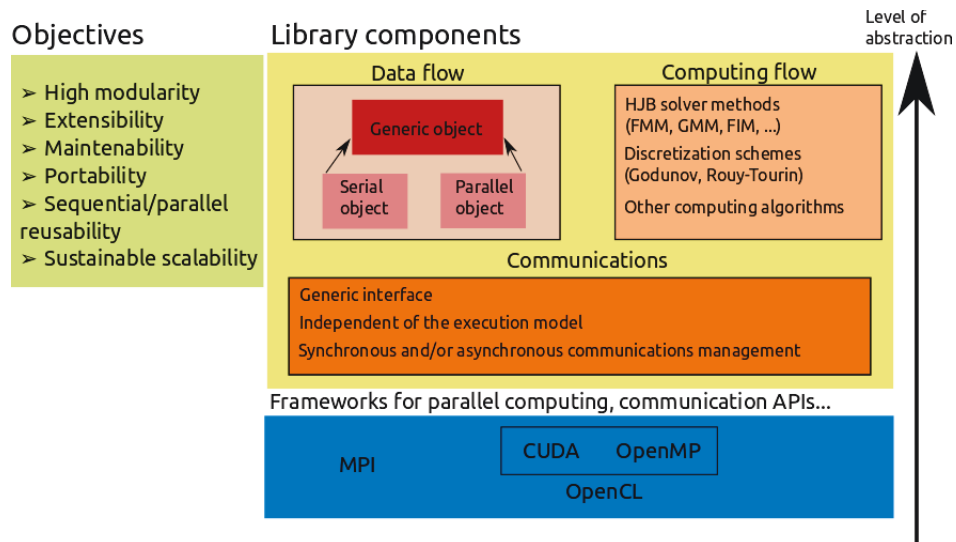 Objectives
➢ High modularity
➢ Extensibility
➢ Maintenability
➢ Portability
➢ Sequential/parallel
reusability
➢ Sustainable scalability
Library components
Data flow
Generic object
Serial
object
Parallel
object
Computing flow
HJB solver methods
(FMM, GMM, FIM, ...)
Discretization schemes
(Godunov, Rouy-Tourin)
Other computing algorithms
Communications
Generic interface
Independent of the execution model
Synchronous and/or asynchronous communications management
Frameworks for parallel computing, communication APIs...
MPI
CUDA
OpenMP
OpenCL
Level of
abstraction